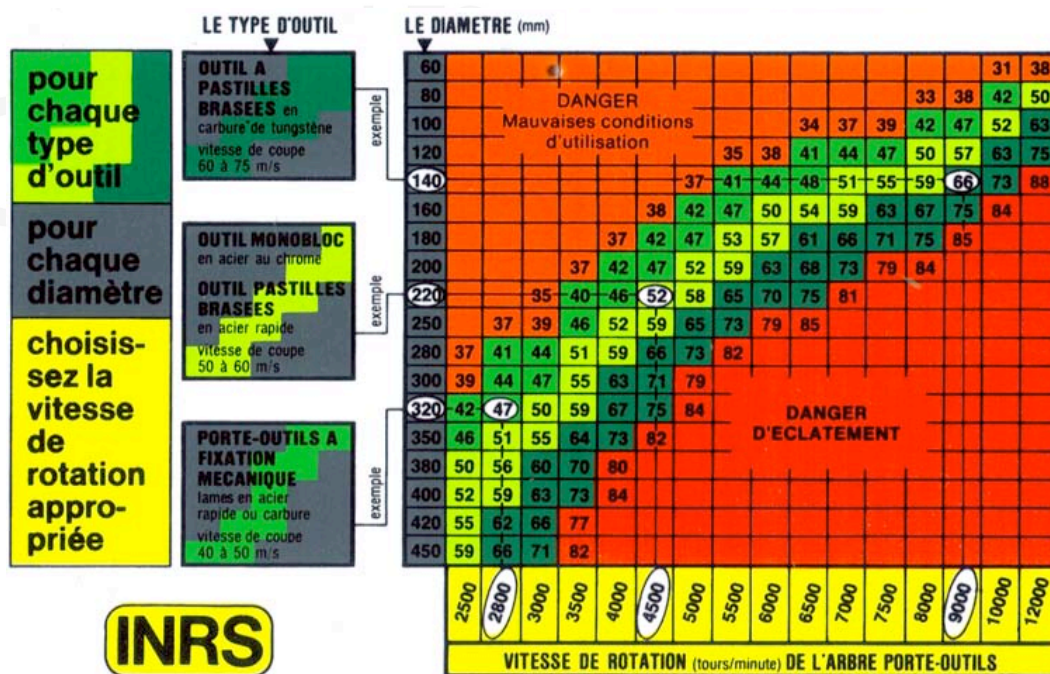 LE TYPE D'OUTIL
LE DIAMETRE (mm)
pour
chaque
type
d'outil
pour
chaque
diamètre
choisis-
sez la
vitesse
de
rotation
appro-
priée
OUTIL A
PASTILLES
BRASEES en
carbure de tungstène
vitesse de coupe
60 à 75 m/s
exemple
OUTIL MONOBLOC
en acier au chrome
OUTIL PASTILLES
BRASEES
en acier rapide
vitesse de coupe
50 à 60 m/s
exemple
PORTE-OUTILS A
FIXATION
MECANIQUE
lames en acier
rapide ou carbure
vitesse de coupe
40 à 50 m/s
exemple
DANGER
Mauvaises conditions
d'utilisation
60 31 38
80 33 38 42 50
100 34 37 39 42 47 52 63
120 35 38 41 44 47 50 57 63 75
140 37 41 44 48 51 55 59 66 73 88
160 38 42 47 50 54 59 63 67 75 84
180 37 42 47 53 57 61 66 71 75 85
200 37 42 47 52 59 63 68 73 79 84
220 35 40 46 52 58 65 70 75 81
250 37 39 46 52 59 65 73 79 85
280 37 41 44 51 59 66 73 82
300 39 44 47 55 63 71 79
320 42 47 50 59 67 75 84
350 46 51 55 64 73 82
380 50 56 60 70 80
400 52 59 63 73 84
420 55 62 66 77
450 59 66 71 82
DANGER
D'ECLATEMENT
2500 2800 3000 3500 4000 4500 5000 5500 6000 6500 7000 7500 8000 9000 10000 12000
VITESSE DE ROTATION (tours/minute) DE L'ARBRE PORTE-OUTILS
INRS